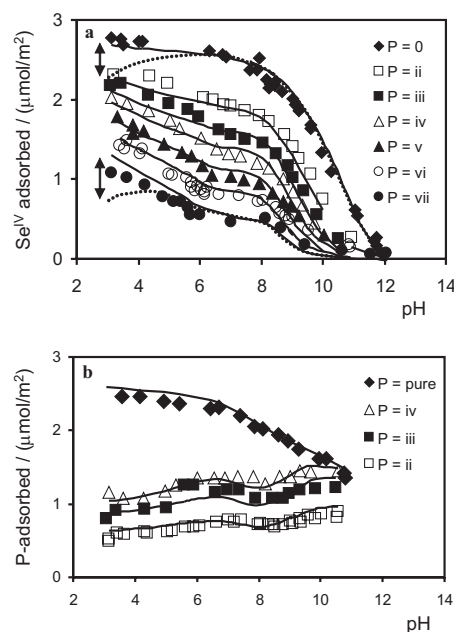 a
3
2
1
0
Se^IV adsorbed / (μmol/m²)
P = 0
P = ii
P = iii
P = iv
P = v
P = vi
P = vii
2 4 6 8 10 12 14
pH
b
3
2
1
0
P-adsorbed / (μmol/m²)
P = pure
P = iv
P = iii
P = ii
2 4 6 8 10 12 14
pH